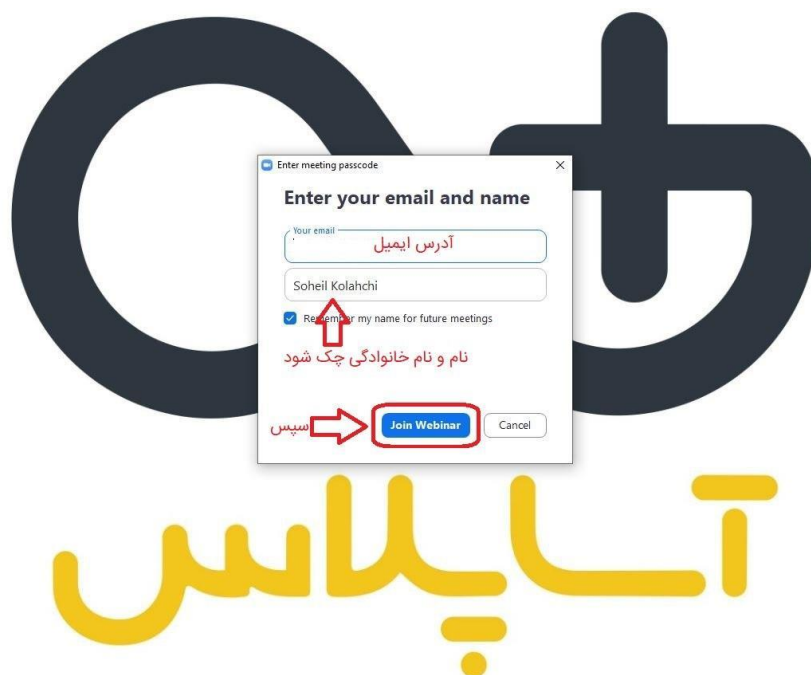 Enter meeting passcode
Enter your email and name
Your email
آدرس ایمیل
Soheil Kolahchi
Remember my name for future meetings
نام و نام خانوادگی چک شود
سپس
Join Webinar
Cancel
آساپلاس